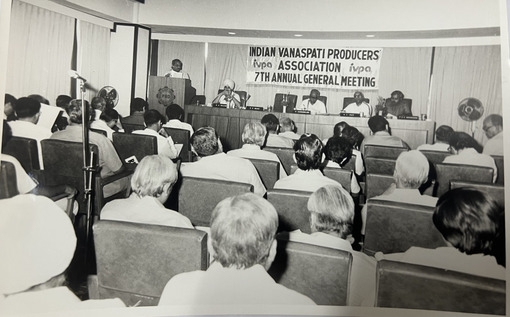 INDIAN VANASPATI PRODUCERS'
ivpa ASSOCIATION ivpa
7TH ANNUAL GENERAL MEETING